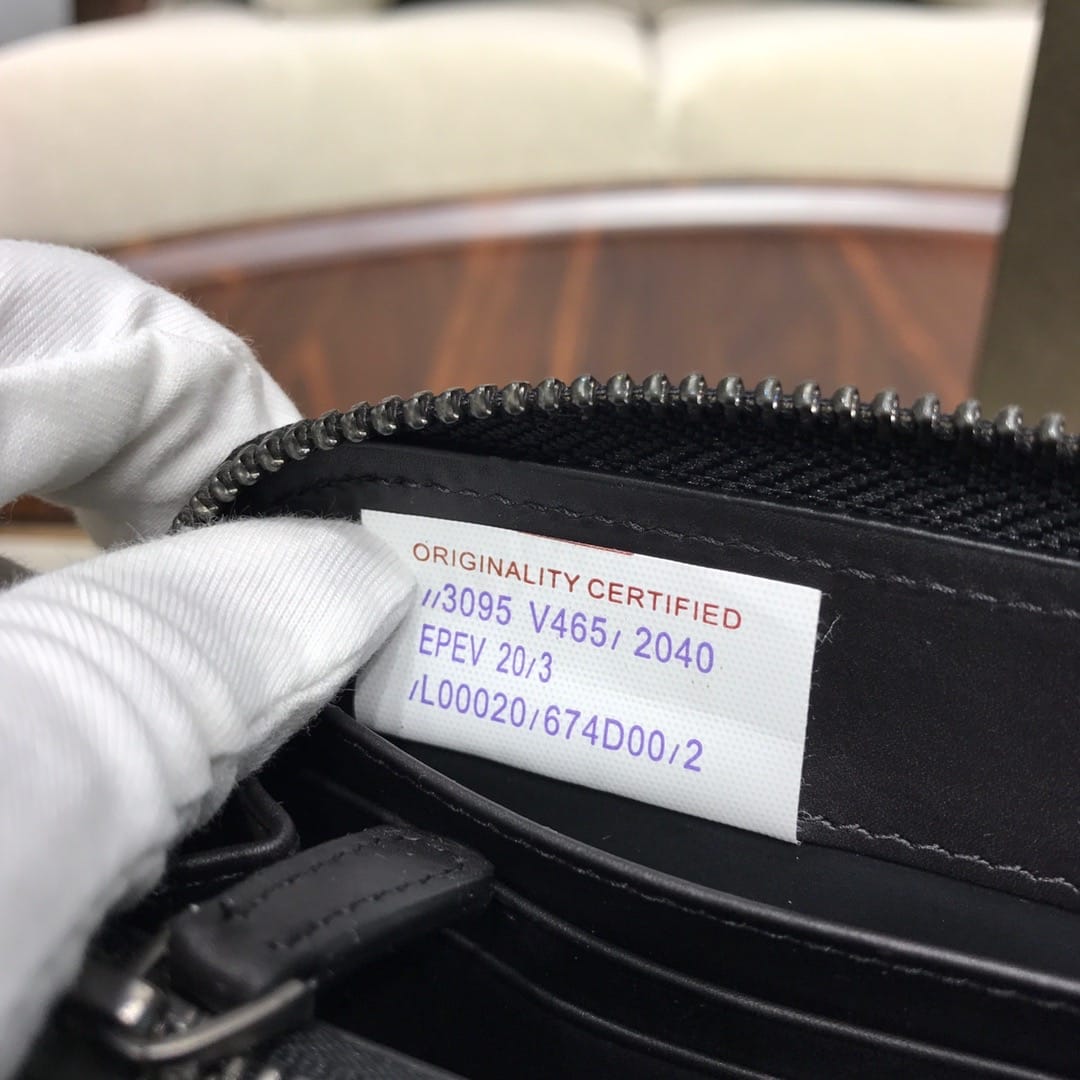 ORIGINALITY CERTIFIED
//3095 V465/ 2040
EPEV 20/3
/L00020/674D00/2